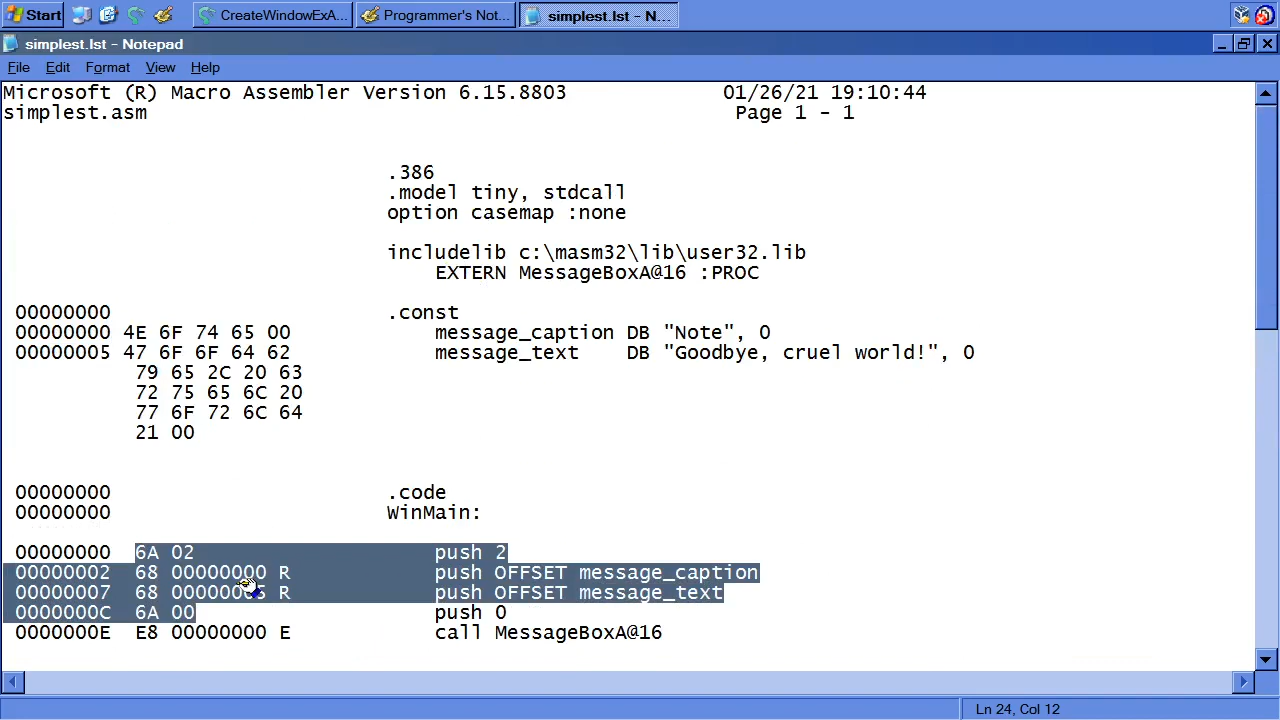 Start CreateWindowExA... Programmer's Not... simplest.lst - N...
simplest.lst - Notepad
File Edit Format View Help
Microsoft (R) Macro Assembler Version 6.15.8803 01/26/21 19:10:44
simplest.asm Page 1 - 1
.386
.model tiny, stdcall
option casemap :none
includelib c:\masm32\lib\user32.lib
EXTERN MessageBoxA@16 :PROC
00000000 .const
00000000 4E 6F 74 65 00 message_caption DB "Note", 0
00000005 47 6F 6F 64 62 message_text DB "Goodbye, cruel world!", 0
79 65 2C 20 63
72 75 65 6C 20
77 6F 72 6C 64
21 00
00000000 .code
00000000 WinMain:
00000000 6A 02 push 2
00000002 68 00000000 R push OFFSET message_caption
00000007 68 00000005 R push OFFSET message_text
0000000C 6A 00 push 0
0000000E E8 00000000 E call MessageBoxA@16
Ln 24, Col 12